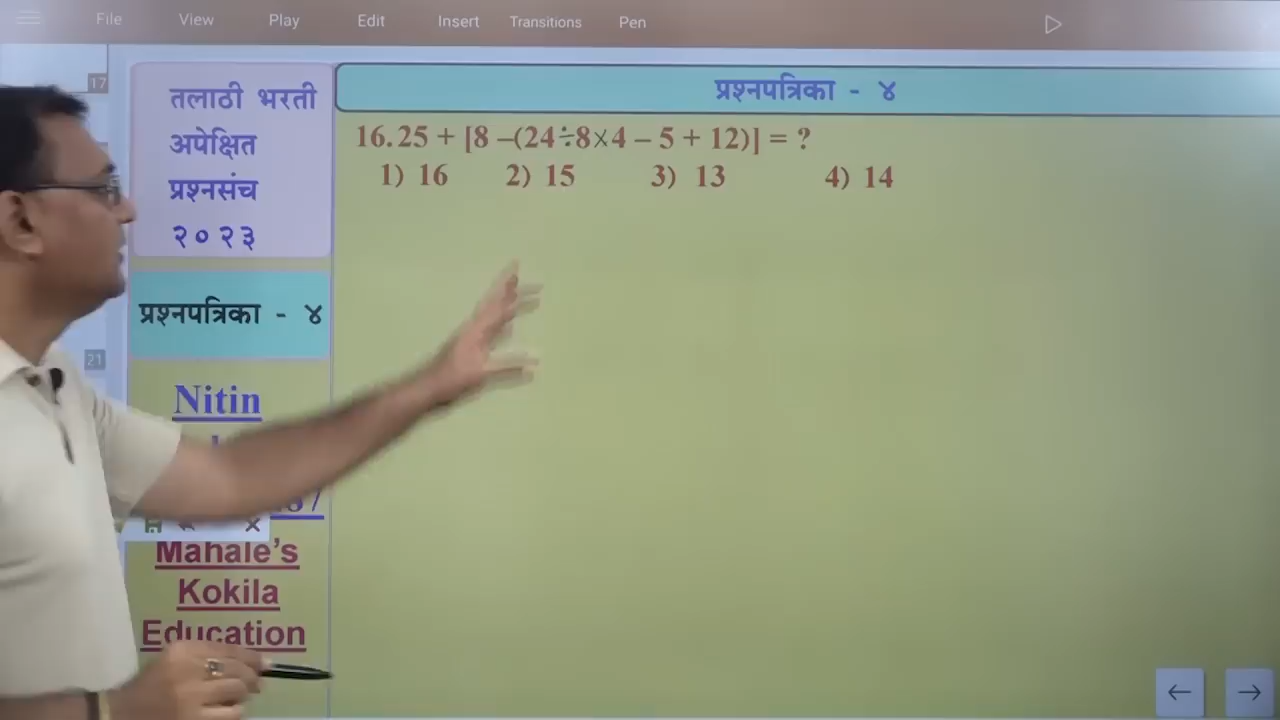 File View Play Edit Insert Transitions Pen
17
21
तलाठी भरती
अपेक्षित
प्रश्नसंच
२०२३
प्रश्नपत्रिका - ४
Nitin
Mahale's
Kokila
Education
प्रश्नपत्रिका - ४
16. 25 + [8 –(24÷8×4 – 5 + 12)] = ?
1) 16 2) 15 3) 13 4) 14